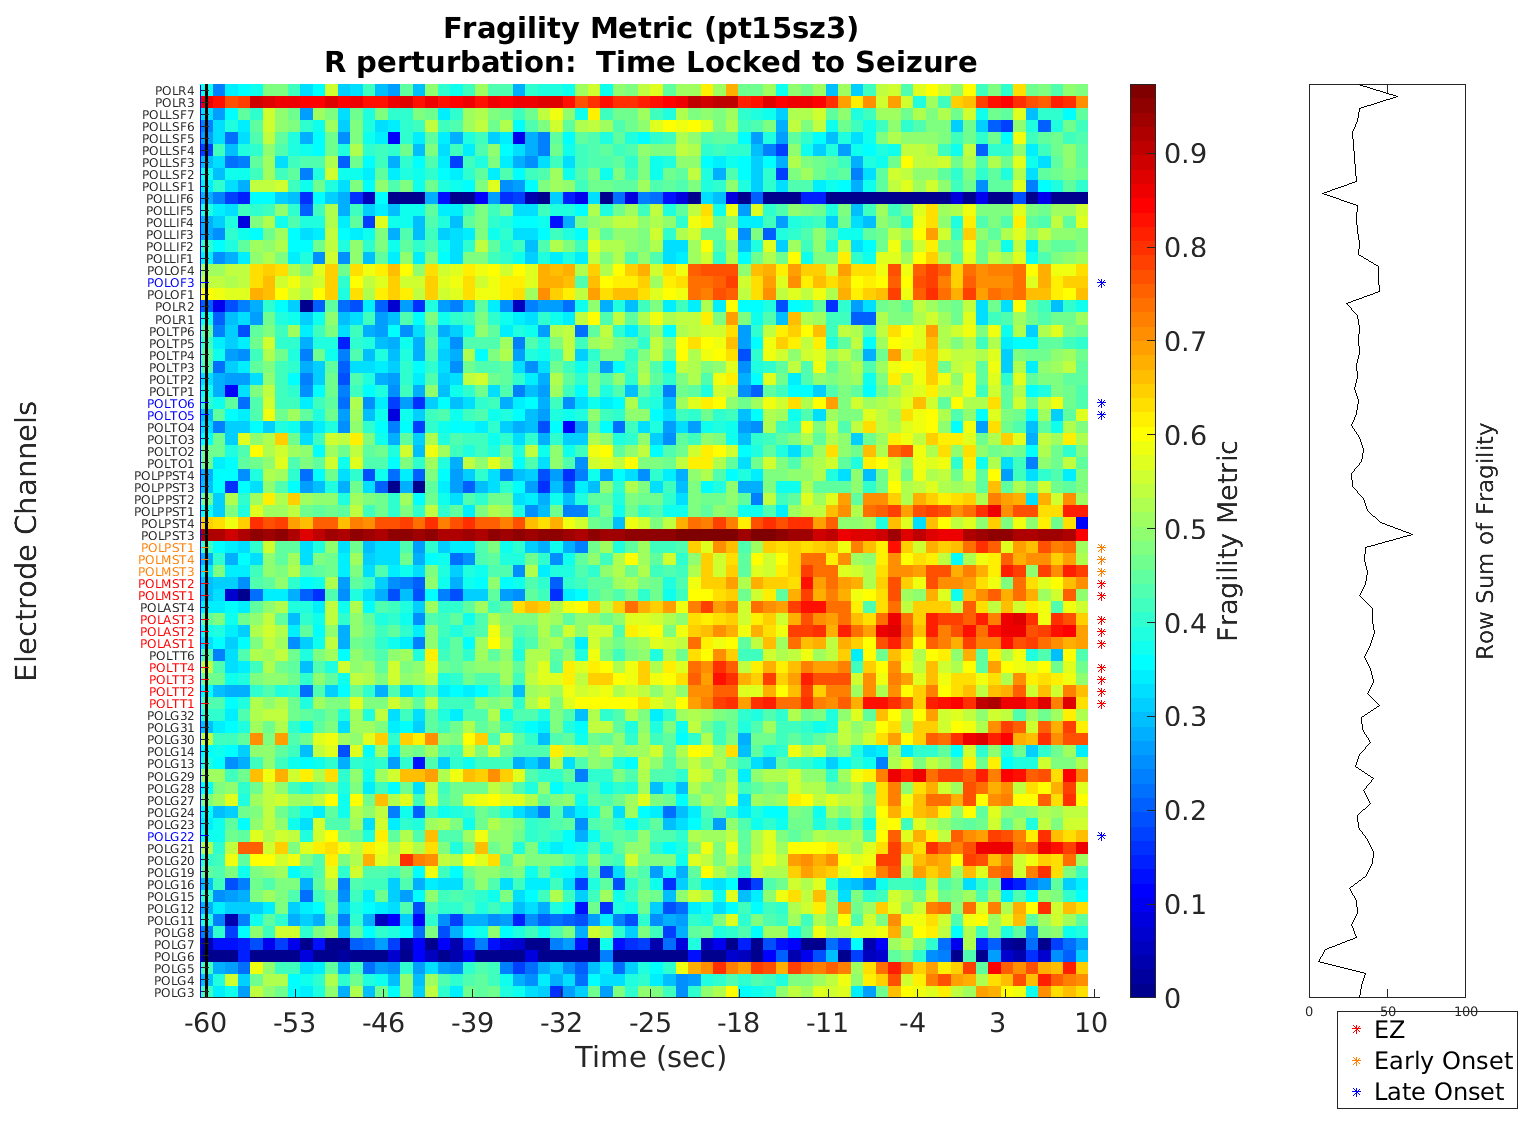 Fragility Metric (pt15sz3)
R perturbation: Time Locked to Seizure
Electrode Channels
POLR4
POLR3
POLLSF7
POLLSF6
POLLSF5
POLLSF4
POLLSF3
POLLSF2
POLLSF1
POLLIF6
POLLIF5
POLLIF4
POLLIF3
POLLIF2
POLLIF1
POLOF4
POLOF3
POLOF1
POLR2
POLR1
POLTP6
POLTP5
POLTP4
POLTP3
POLTP2
POLTP1
POLTO6
POLTO5
POLTO4
POLTO3
POLTO2
POLTO1
POLPPST4
POLPPST3
POLPPST2
POLPPST1
POLPST4
POLPST3
POLPST1
POLMST4
POLMST3
POLMST2
POLMST1
POLAST4
POLAST3
POLAST2
POLAST1
POLTT6
POLTT4
POLTT3
POLTT2
POLTT1
POLG32
POLG31
POLG30
POLG14
POLG13
POLG29
POLG28
POLG27
POLG24
POLG23
POLG22
POLG21
POLG20
POLG19
POLG16
POLG15
POLG12
POLG11
POLG8
POLG7
POLG6
POLG5
POLG4
POLG3
-60 -53 -46 -39 -32 -25 -18 -11 -4 3 10
Time (sec)
0.9
0.8
0.7
0.6
0.5
0.4
0.3
0.2
0.1
0
Fragility Metric
Row Sum of Fragility
0 50 100
EZ
Early Onset
Late Onset